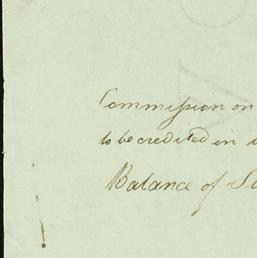 Commission on
to be credited in
Balance of